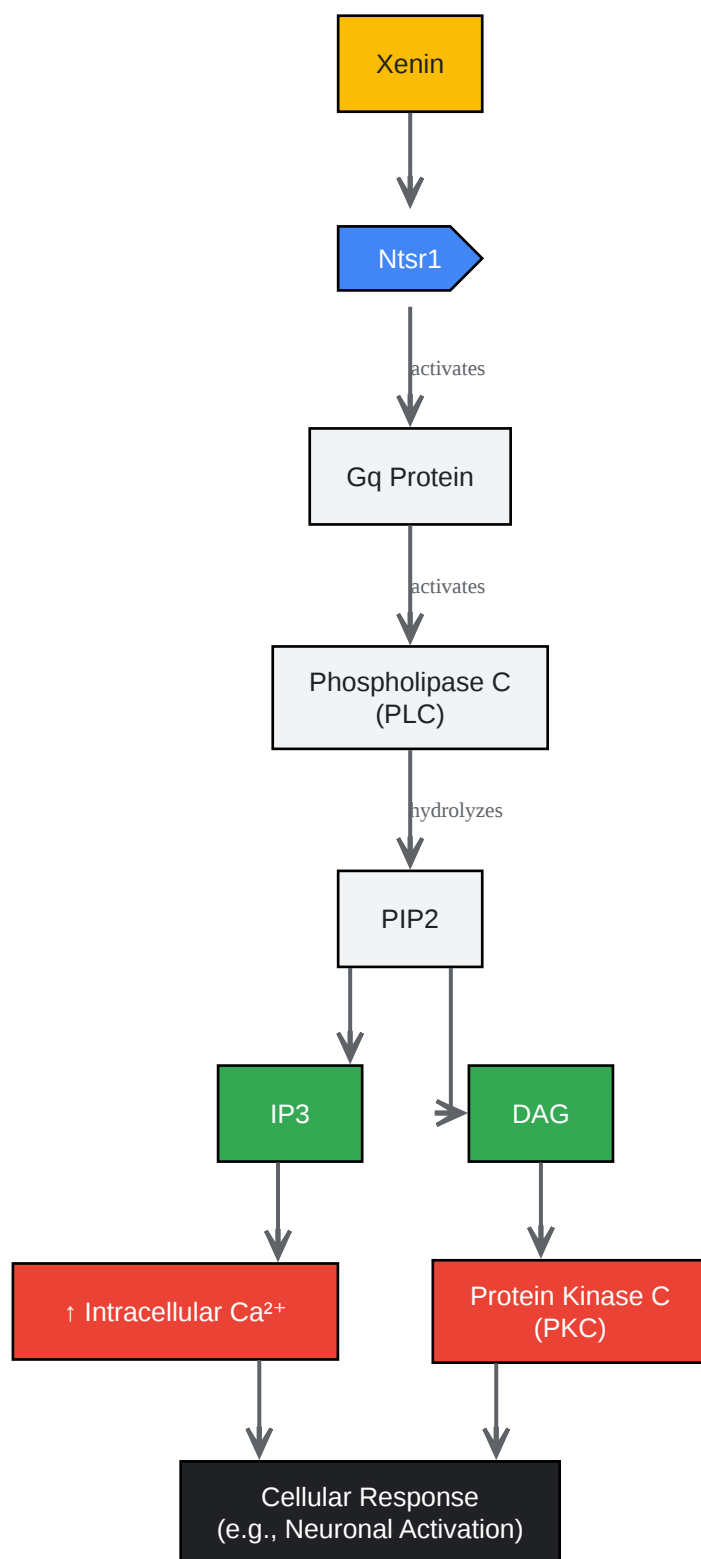 Xenin
Ntsr1
activates
Gq Protein
activates
Phospholipase C
(PLC)
hydrolyzes
PIP2
IP3
DAG
↑ Intracellular Ca²⁺
Protein Kinase C
(PKC)
Cellular Response
(e.g., Neuronal Activation)